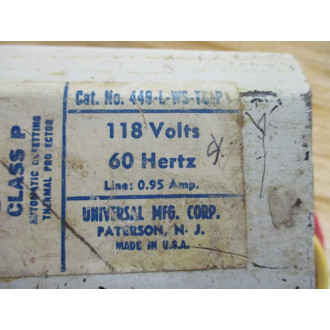 Cat. No. 449-L-WS-TC-P
118 Volts
60 Hertz
Line: 0.95 Amp.
UNIVERSAL MFG. CORP.
PATERSON, N. J.
MADE IN U.S.A.
CLASS P
AUTOMATIC RESETTING
THERMAL PROTECTOR